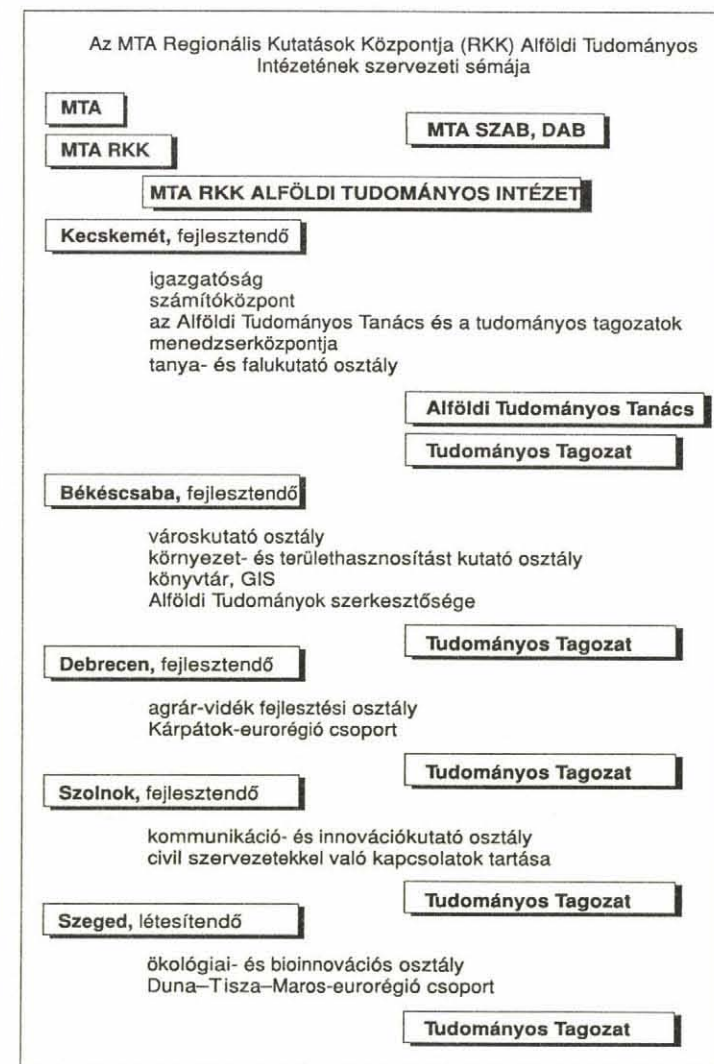 Az MTA Regionális Kutatások Központja (RKK) Alföldi Tudományos
Intézetének szervezeti sémája
MTA
MTA SZAB, DAB
MTA RKK
MTA RKK ALFÖLDI TUDOMÁNYOS INTÉZET
Kecskemét, fejlesztendő
igazgatóság
számítóközpont
az Alföldi Tudományos Tanács és a tudományos tagozatok
menedzserközpontja
tanya- és falukutató osztály
Alföldi Tudományos Tanács
Tudományos Tagozat
Békéscsaba, fejlesztendő
városkutató osztály
környezet- és területhasznosítást kutató osztály
könyvtár, GIS
Alföldi Tudományok szerkesztősége
Tudományos Tagozat
Debrecen, fejlesztendő
agrár-vidék fejlesztési osztály
Kárpátok-eurorégió csoport
Tudományos Tagozat
Szolnok, fejlesztendő
kommunikáció- és innovációkutató osztály
civil szervezetekkel való kapcsolatok tartása
Tudományos Tagozat
Szeged, létesítendő
ökológiai- és bioinnovációs osztály
Duna–Tisza–Maros-eurorégió csoport
Tudományos Tagozat